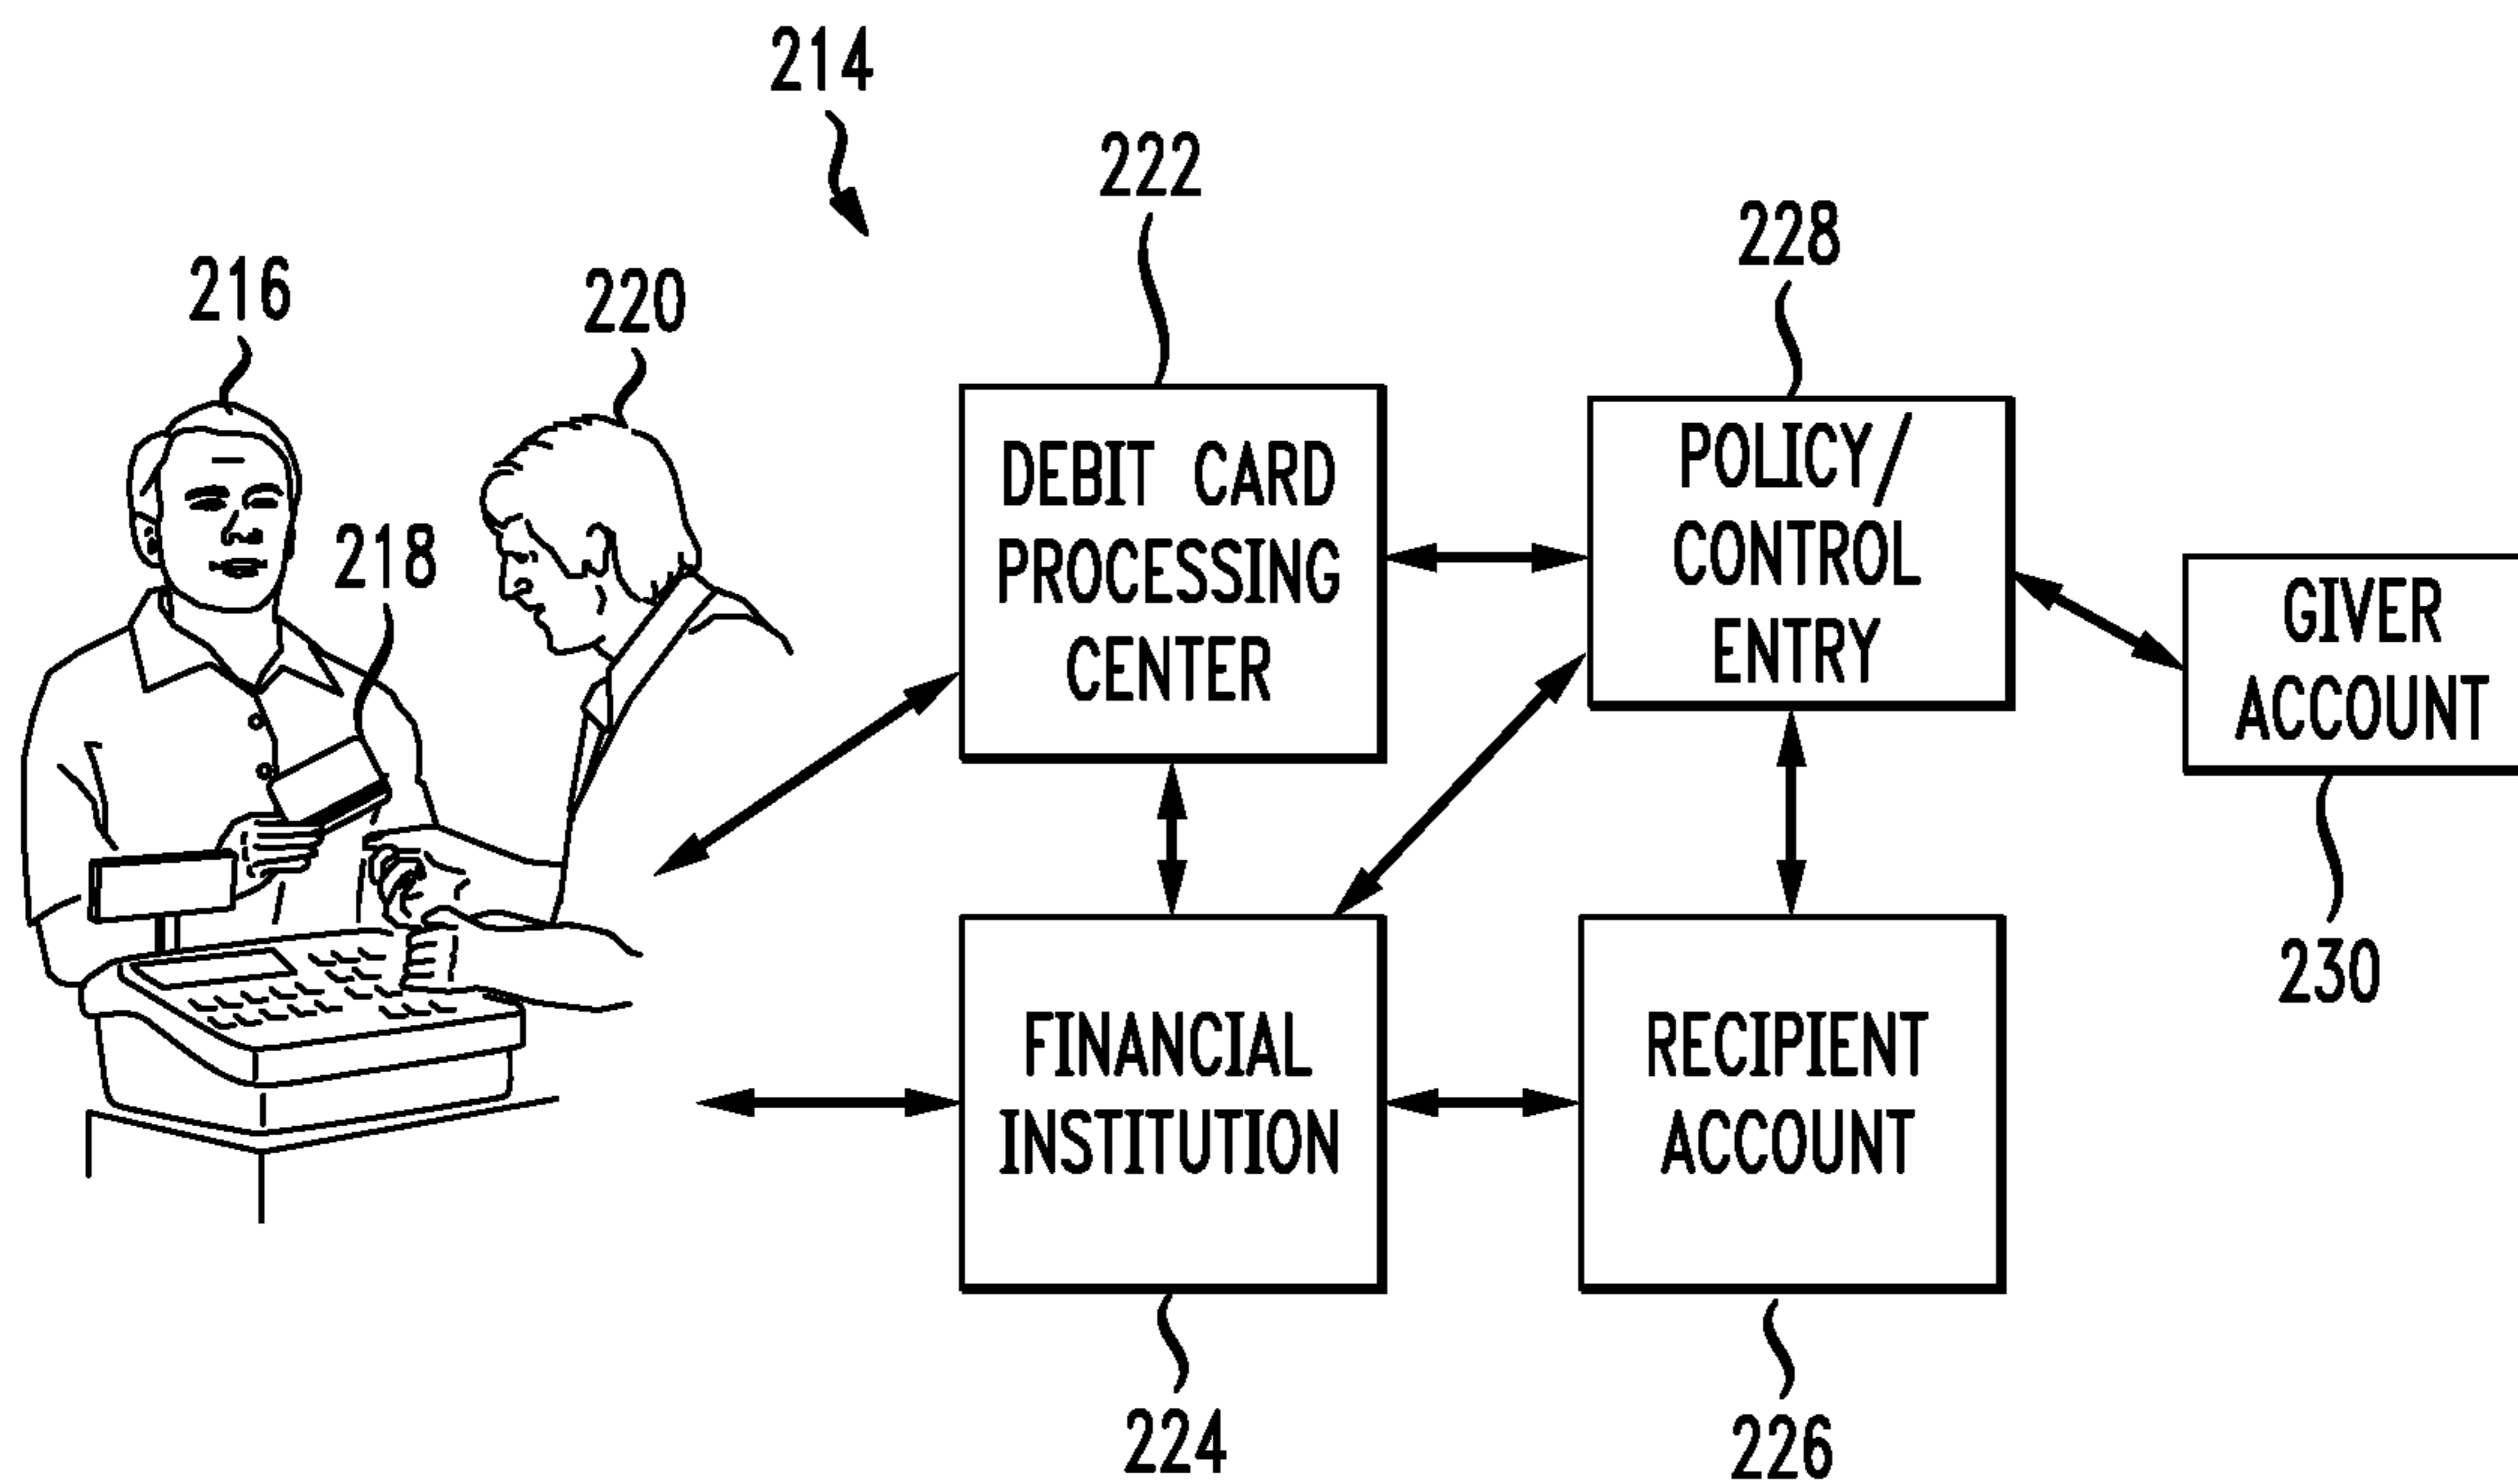 214
222
228
216
220
218
DEBIT CARD
PROCESSING
CENTER
POLICY/
CONTROL
ENTRY
GIVER
ACCOUNT
230
FINANCIAL
INSTITUTION
RECIPIENT
ACCOUNT
224
226